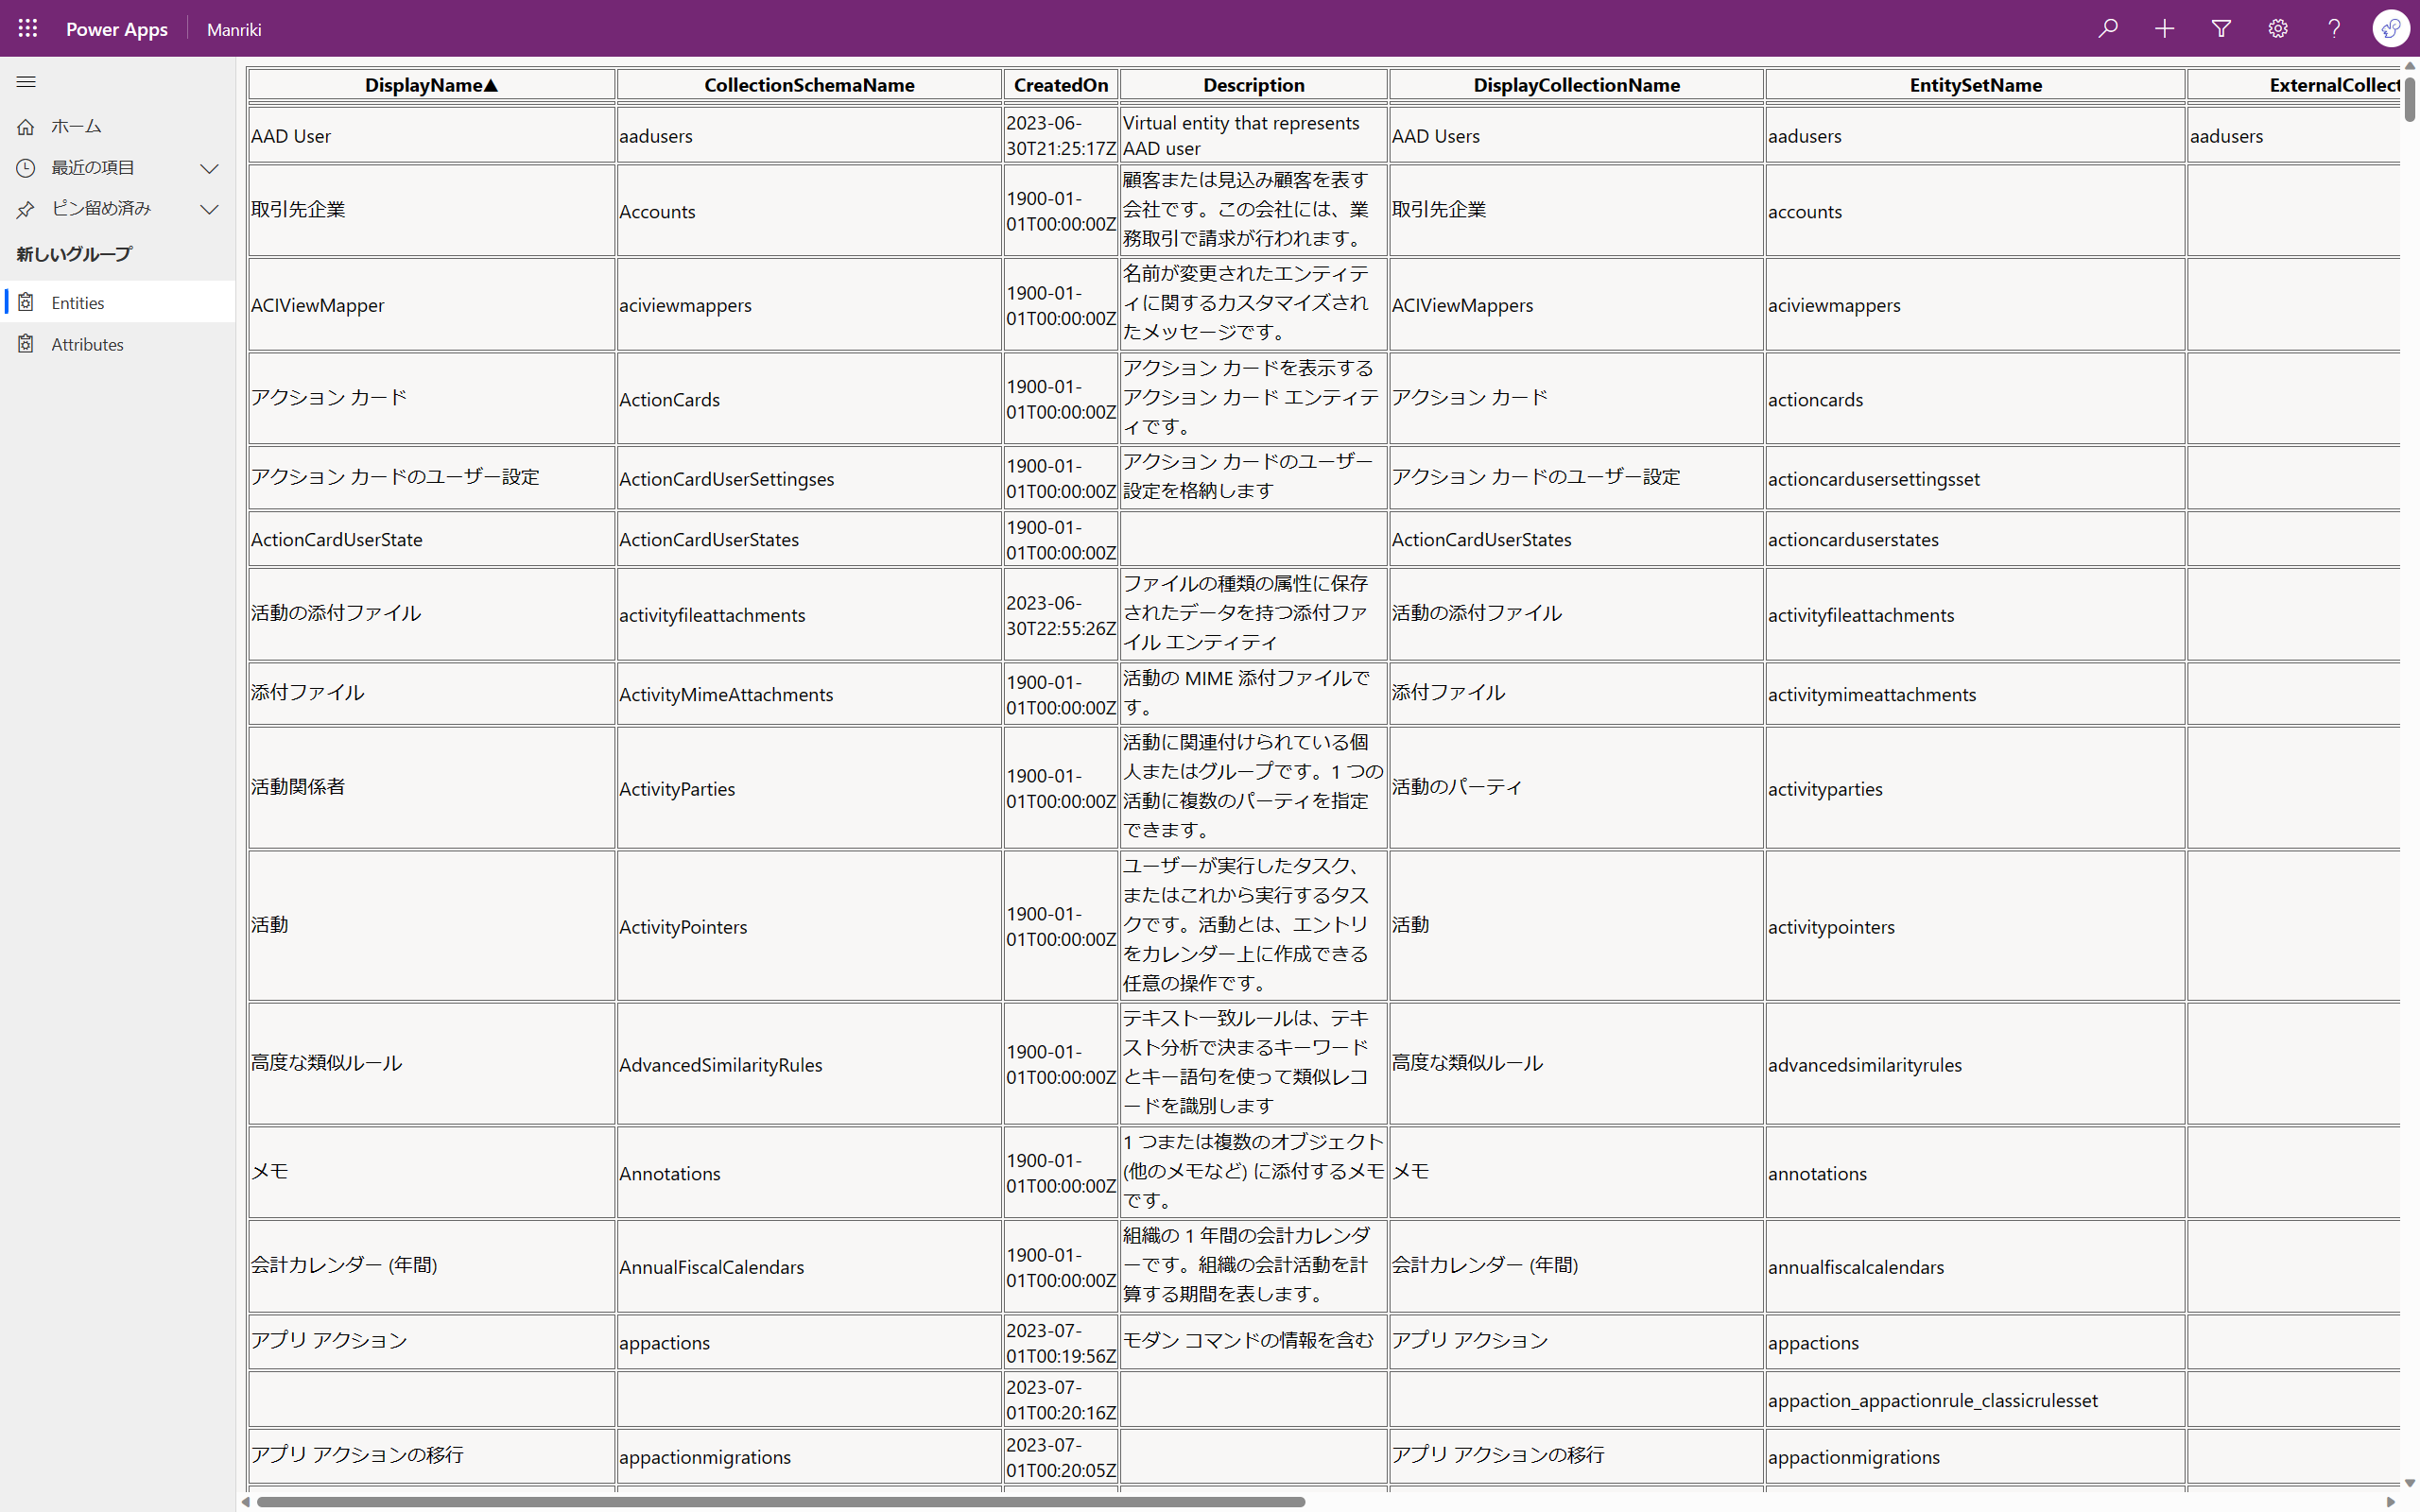 Power Apps
Manriki
ホーム
最近の項目
ピン留め済み
新しいグループ
Entities
Attributes
DisplayName▲ CollectionSchemaName CreatedOn Description DisplayCollectionName EntitySetName ExternalCollect
AAD User aadusers 2023-06-
30T21:25:17Z Virtual entity that represents
AAD user AAD Users aadusers aadusers
取引先企業 Accounts 1900-01-
01T00:00:00Z 顧客または見込み顧客を表す
会社です。この会社には、業
務取引で請求が行われます。 取引先企業 accounts
ACIViewMapper aciviewmappers 1900-01-
01T00:00:00Z 名前が変更されたエンティテ
ィに関するカスタマイズされ
たメッセージです。 ACIViewMappers aciviewmappers
アクション カード ActionCards 1900-01-
01T00:00:00Z アクション カードを表示する
アクション カード エンティテ
ィです。 アクション カード actioncards
アクション カードのユーザー設定 ActionCardUserSettingses 1900-01-
01T00:00:00Z アクション カードのユーザー
設定を格納します アクション カードのユーザー設定 actioncardusersettingsset
ActionCardUserState ActionCardUserStates 1900-01-
01T00:00:00Z ActionCardUserStates actioncarduserstates
活動の添付ファイル activityfileattachments 2023-06-
30T22:55:26Z ファイルの種類の属性に保存
されたデータを持つ添付ファ
イル エンティティ 活動の添付ファイル activityfileattachments
添付ファイル ActivityMimeAttachments 1900-01-
01T00:00:00Z 活動の MIME 添付ファイルで
す。 添付ファイル activitymimeattachments
活動関係者 ActivityParties 1900-01-
01T00:00:00Z 活動に関連付けられている個
人またはグループです。1 つの
活動に複数のパーティを指定
できます。 活動のパーティ activityparties
活動 ActivityPointers 1900-01-
01T00:00:00Z ユーザーが実行したタスク、
またはこれから実行するタス
クです。活動とは、エントリ
をカレンダー上に作成できる
任意の操作です。 活動 activitypointers
高度な類似ルール AdvancedSimilarityRules 1900-01-
01T00:00:00Z テキスト一致ルールは、テキ
スト分析で決まるキーワード
とキー語句を使って類似レコ
ードを識別します 高度な類似ルール advancedsimilarityrules
メモ Annotations 1900-01-
01T00:00:00Z 1 つまたは複数のオブジェクト
(他のメモなど) に添付するメモ
です。 メモ annotations
会計カレンダー (年間) AnnualFiscalCalendars 1900-01-
01T00:00:00Z 組織の 1 年間の会計カレンダ
ーです。組織の会計活動を計
算する期間を表します。 会計カレンダー (年間) annualfiscalcalendars
アプリ アクション appactions 2023-07-
01T00:19:56Z モダン コマンドの情報を含む アプリ アクション appactions
2023-07-
01T00:20:16Z appaction_appactionrule_classicrulesset
アプリ アクションの移行 appactionmigrations 2023-07-
01T00:20:05Z アプリ アクションの移行 appactionmigrations